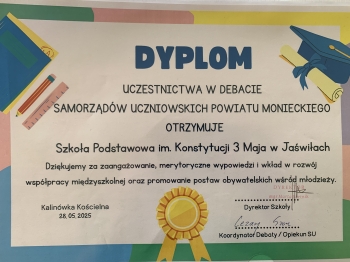 DYPLOM
UCZESTNICTWA W DEBACIE
SAMORZĄDÓW UCZNIOWSKICH POWIATU MONIECKIEGO
OTRZYMUJE
Szkoła Podstawowa im. Konstytucji 3 Maja w Jaświłach
Dziękujemy za zaangażowanie, merytoryczne wypowiedzi i wkład w rozwój
współpracy międzyszkolnej oraz promowanie postaw obywatelskich wśród młodzieży.
Kalinówka Kościelna
28.05.2025
Dyrektor Szkoły
Koordynator Debaty / Opiekun SU